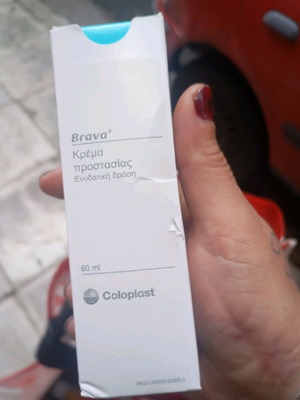 Brava®
Κρέμα
προστασίας
Ενυδατική δράση
60 ml
Coloplast